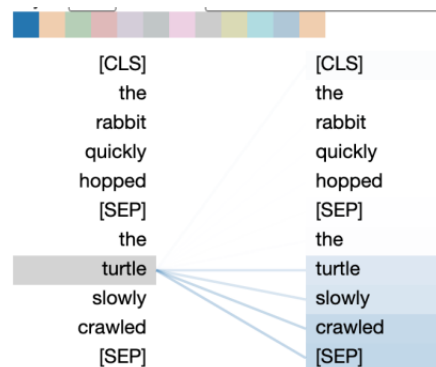 [CLS] [CLS]
the the
rabbit rabbit
quickly quickly
hopped hopped
[SEP] [SEP]
the the
turtle turtle
slowly slowly
crawled crawled
[SEP] [SEP]